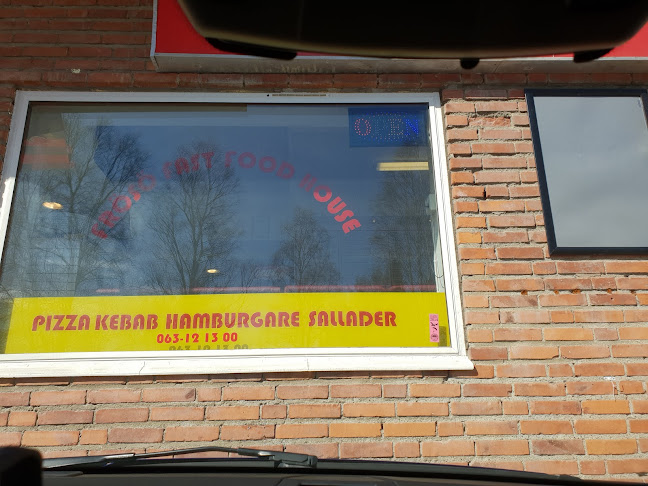 FAST FOOD HOUSE
PIZZA KEBAB HAMBURGARE SALLADER
063-12 13 00